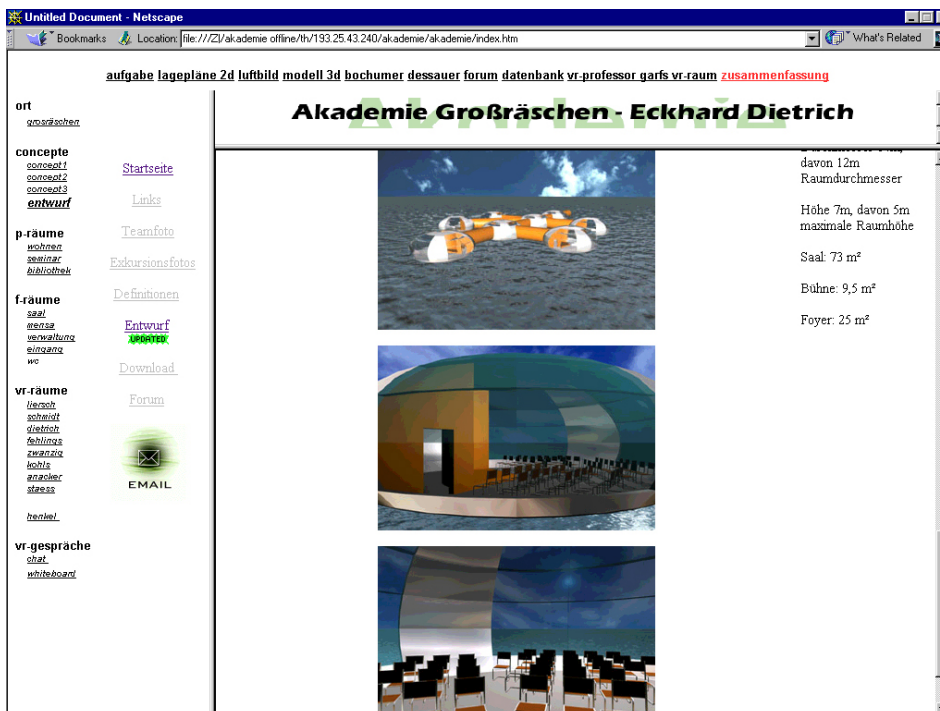 Untitled Document - Netscape
Bookmarks Location: file:///Z|/akademie offline/th/193.25.43.240/akademie/akademie/index.htm What's Related
aufgabe lagepläne 2d luftbild modell 3d bochumer dessauer forum datenbank vr-professor garfs vr-raum zusammenfassung
Akademie Großräschen - Eckhard Dietrich
ort
grosräschen
concepte
concept1
concept2
concept3
entwurf
p-räume
wohnen
seminar
bibliothek
f-räume
saal
mensa
verwaltung
eingang
wc
vr-räume
liersch
schmidt
dietrich
fehlings
zwanzig
kohls
anacker
staess
henkel
vr-gespräche
chat
whiteboard
Startseite
Links
Teamfoto
Exkursionsfotos
Definitionen
Entwurf
UPDATED
Download
Forum
EMAIL
davon 12m
Raumdurchmesser
Höhe 7m, davon 5m
maximale Raumhöhe
Saal: 73 m²
Bühne: 9,5 m²
Foyer: 25 m²